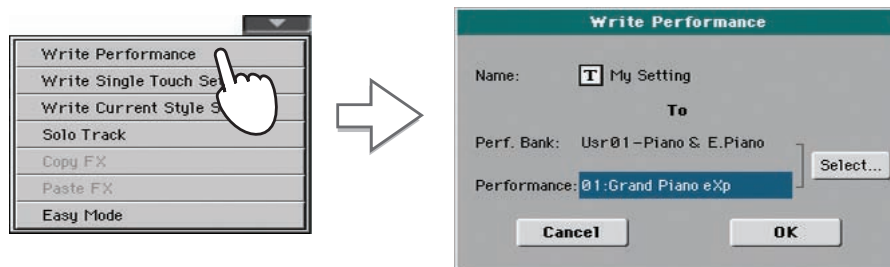 Write Performance
Write Single Touch Se
Write Current Style S
Solo Track
Copy FX
Paste FX
Easy Mode
Write Performance
Name: T My Setting
To
Perf. Bank: Usr01-Piano & E.Piano
Select...
Performance: 01:Grand Piano eXp
Cancel OK